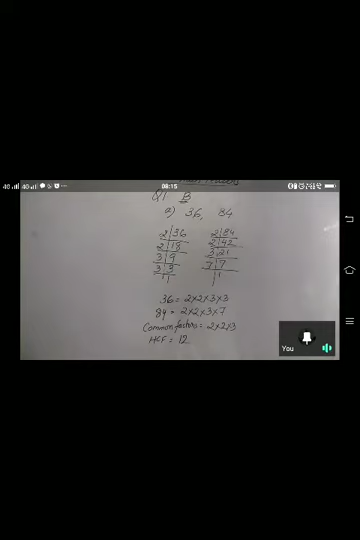 08:15
Q1 B
a) 36, 84
2 36 2 84
2 18 2 42
3 9 3 21
3 3 7 7
1 1
36 = 2×2×3×3
84 = 2×2×3×7
Common factors = 2×2×3
HCF = 12
You